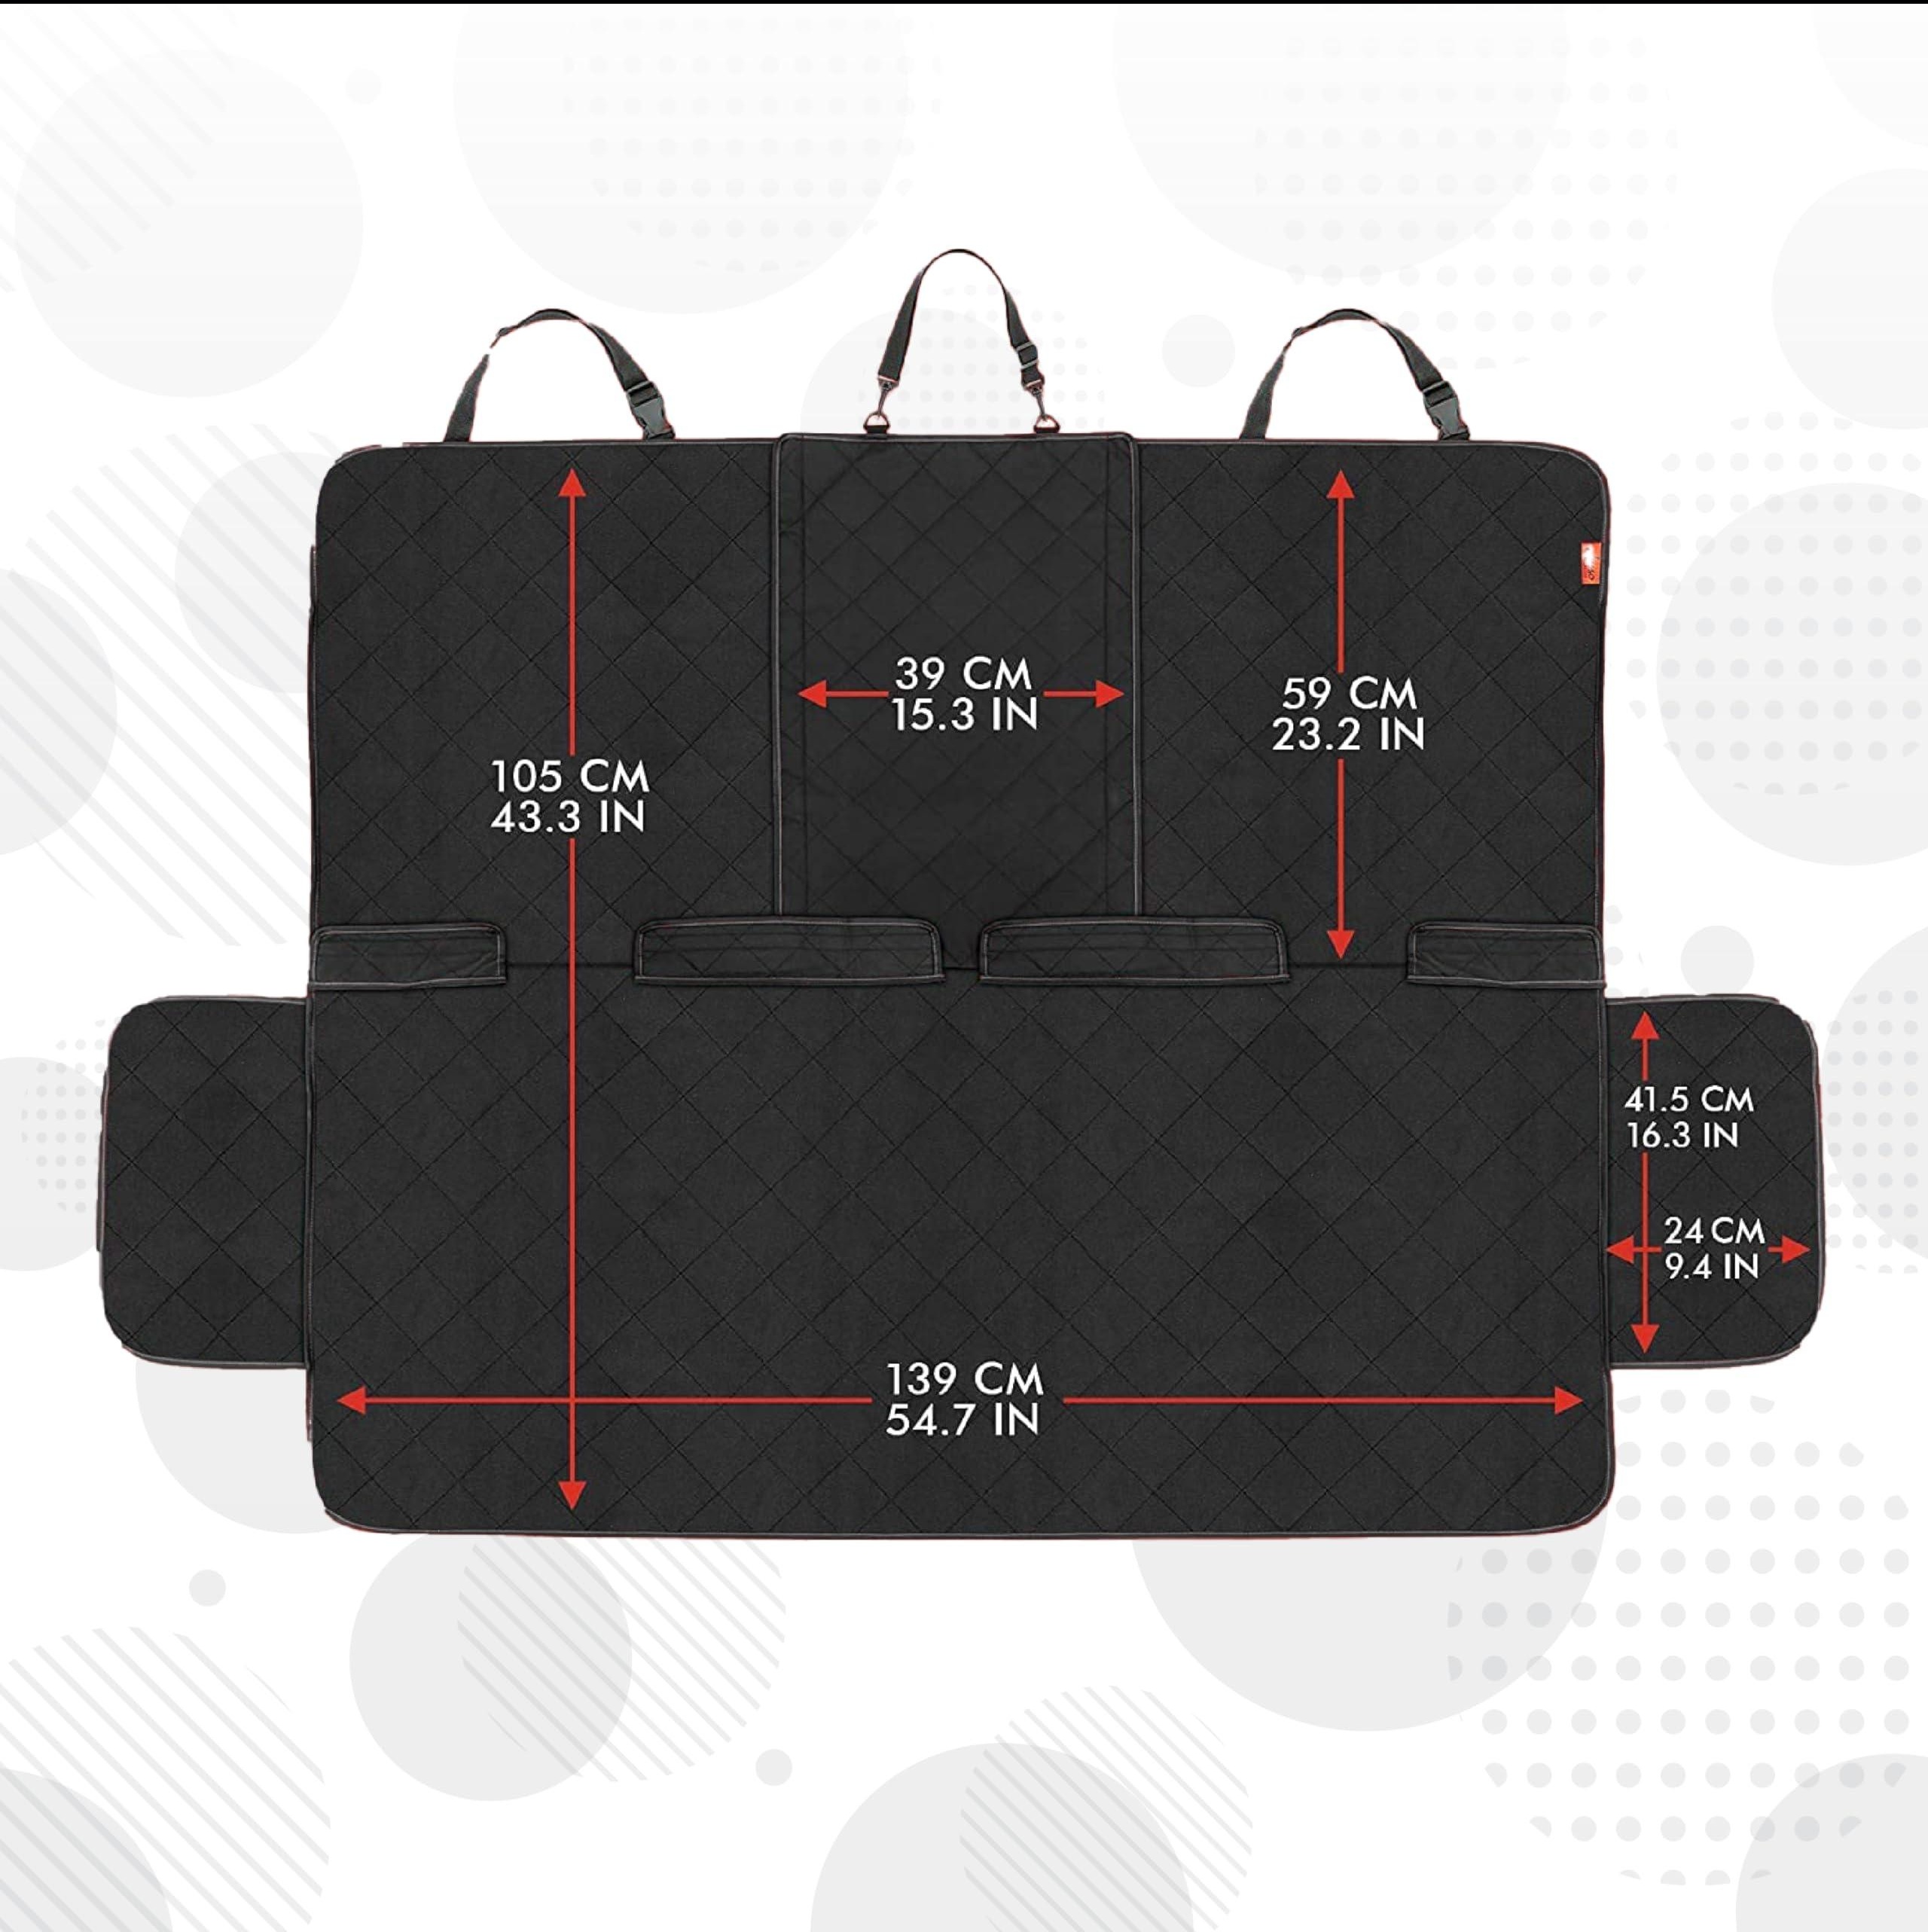 39 CM
15.3 IN
59 CM
23.2 IN
105 CM
43.3 IN
41.5 CM
16.3 IN
24 CM
9.4 IN
139 CM
54.7 IN